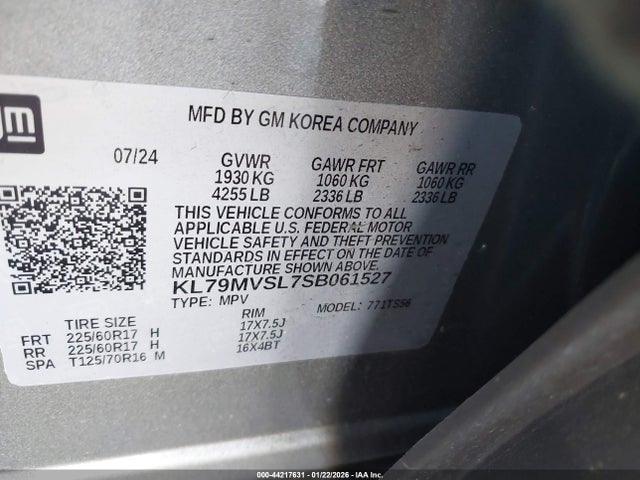 gm
MFD BY GM KOREA COMPANY
07/24 GVWR GAWR FRT GAWR RR
1930 KG 1060 KG 1060 KG
4255 LB 2336 LB 2336 LB
THIS VEHICLE CONFORMS TO ALL
APPLICABLE U.S. FEDERAL MOTOR
VEHICLE SAFETY AND THEFT PREVENTION
STANDARDS IN EFFECT ON THE DATE OF
MANUFACTURE SHOWN ABOVE.
KL79MVSL7SB061527
TYPE: MPV MODEL: 771TS56
TIRE SIZE RIM
FRT 225/60R17 H 17X7.5J
RR 225/60R17 H 17X7.5J
SPA T125/70R16 M 16X4BT
000-44217631 - 01/22/2026 - IAA Inc.